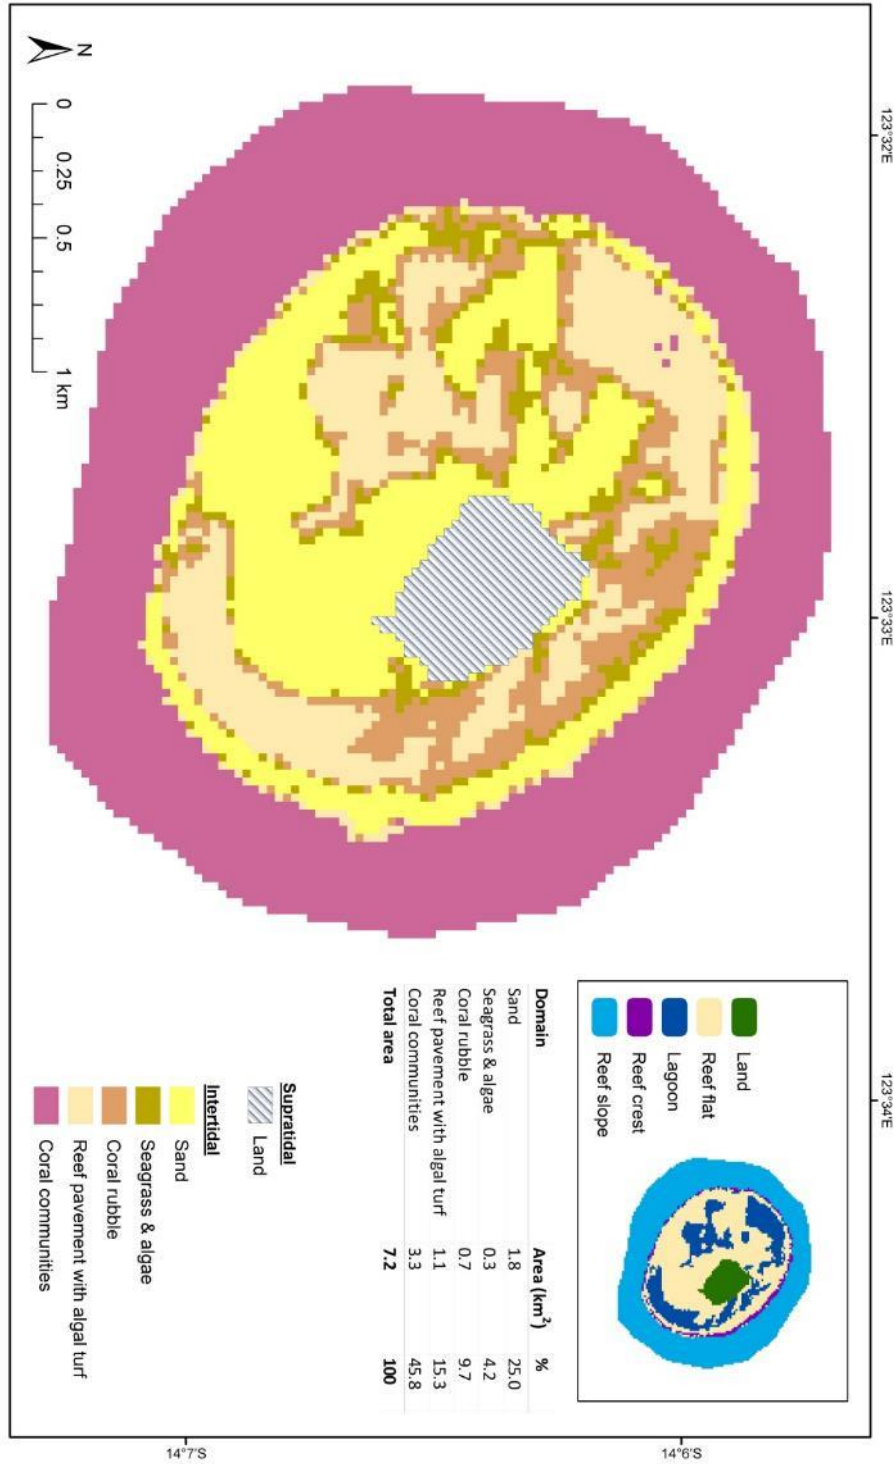 123°32'E
123°33'E
123°34'E
14°6'S
14°7'S
N
0 0.25 0.5 1 km
Land
Reef flat
Lagoon
Reef crest
Reef slope
Domain Area (km²) %
Sand 1.8 25.0
Seagrass & algae 0.3 4.2
Coral rubble 0.7 9.7
Reef pavement with algal turf 1.1 15.3
Coral communities 3.3 45.8
Total area 7.2 100
Supratidal
Land
Intertidal
Sand
Seagrass & algae
Coral rubble
Reef pavement with algal turf
Coral communities